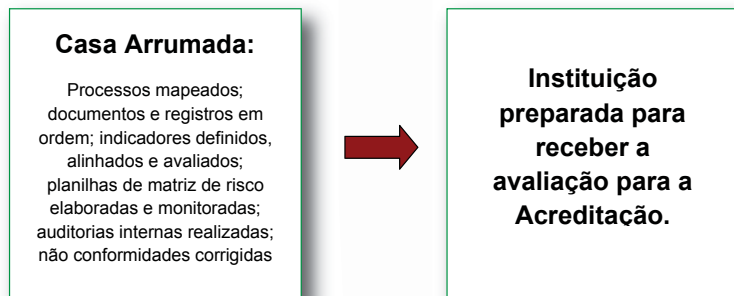 Casa Arrumada:
Processos mapeados;
documentos e registros em
ordem; indicadores definidos,
alinhados e avaliados;
planilhas de matriz de risco
elaboradas e monitoradas;
auditorias internas realizadas;
não conformidades corrigidas
Instituição
preparada para
receber a
avaliação para a
Acreditação.